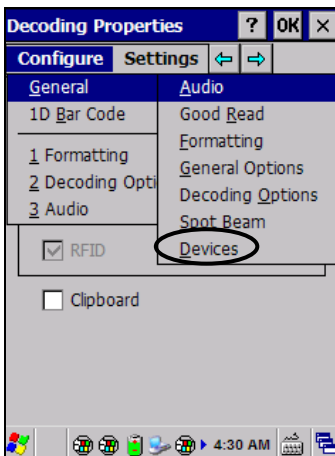 Decoding Properties ? OK ×
Configure Settings
General
1D Bar Code
1 Formatting
2 Decoding Opti
3 Audio
Audio
Good Read
Formatting
General Options
Decoding Options
Spot Beam
Devices
RFID
Clipboard
4:30 AM